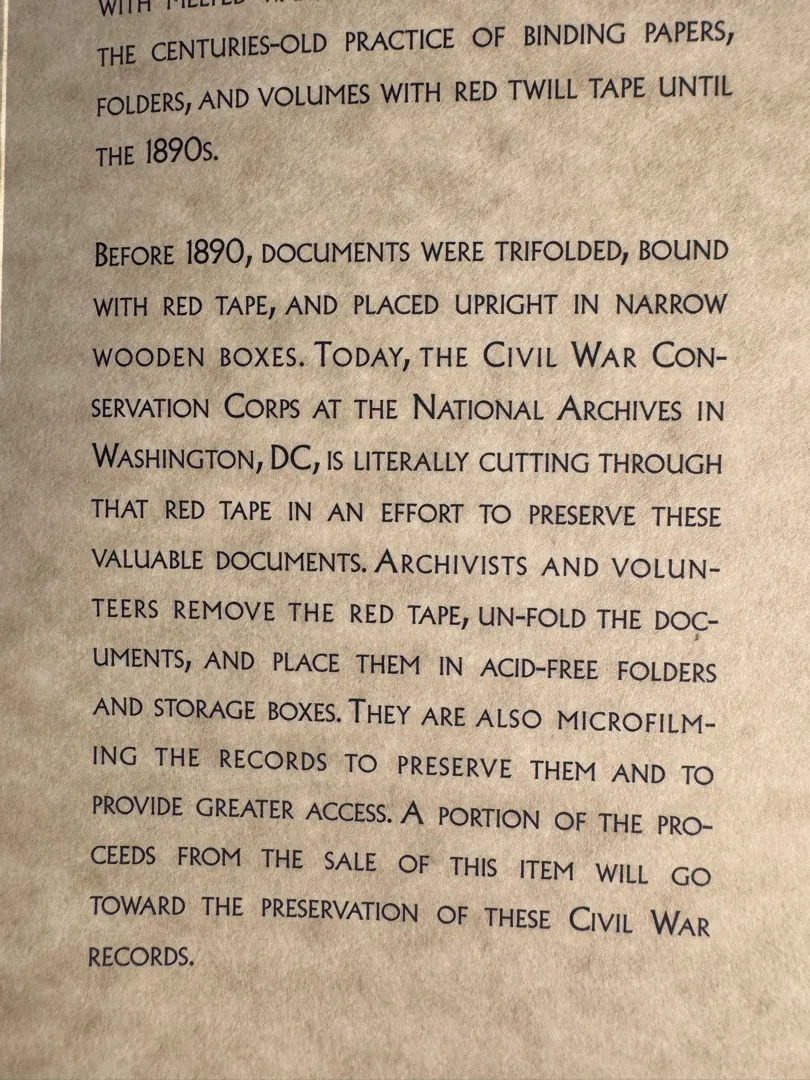 WITH MELTED
THE CENTURIES-OLD PRACTICE OF BINDING PAPERS,
FOLDERS, AND VOLUMES WITH RED TWILL TAPE UNTIL
THE 1890S.
BEFORE 1890, DOCUMENTS WERE TRIFOLDED, BOUND
WITH RED TAPE, AND PLACED UPRIGHT IN NARROW
WOODEN BOXES. TODAY, THE CIVIL WAR CON-
SERVATION CORPS AT THE NATIONAL ARCHIVES IN
WASHINGTON, DC, IS LITERALLY CUTTING THROUGH
THAT RED TAPE IN AN EFFORT TO PRESERVE THESE
VALUABLE DOCUMENTS. ARCHIVISTS AND VOLUN-
TEERS REMOVE THE RED TAPE, UN-FOLD THE DOC-
UMENTS, AND PLACE THEM IN ACID-FREE FOLDERS
AND STORAGE BOXES. THEY ARE ALSO MICROFILM-
ING THE RECORDS TO PRESERVE THEM AND TO
PROVIDE GREATER ACCESS. A PORTION OF THE PRO-
CEEDS FROM THE SALE OF THIS ITEM WILL GO
TOWARD THE PRESERVATION OF THESE CIVIL WAR
RECORDS.